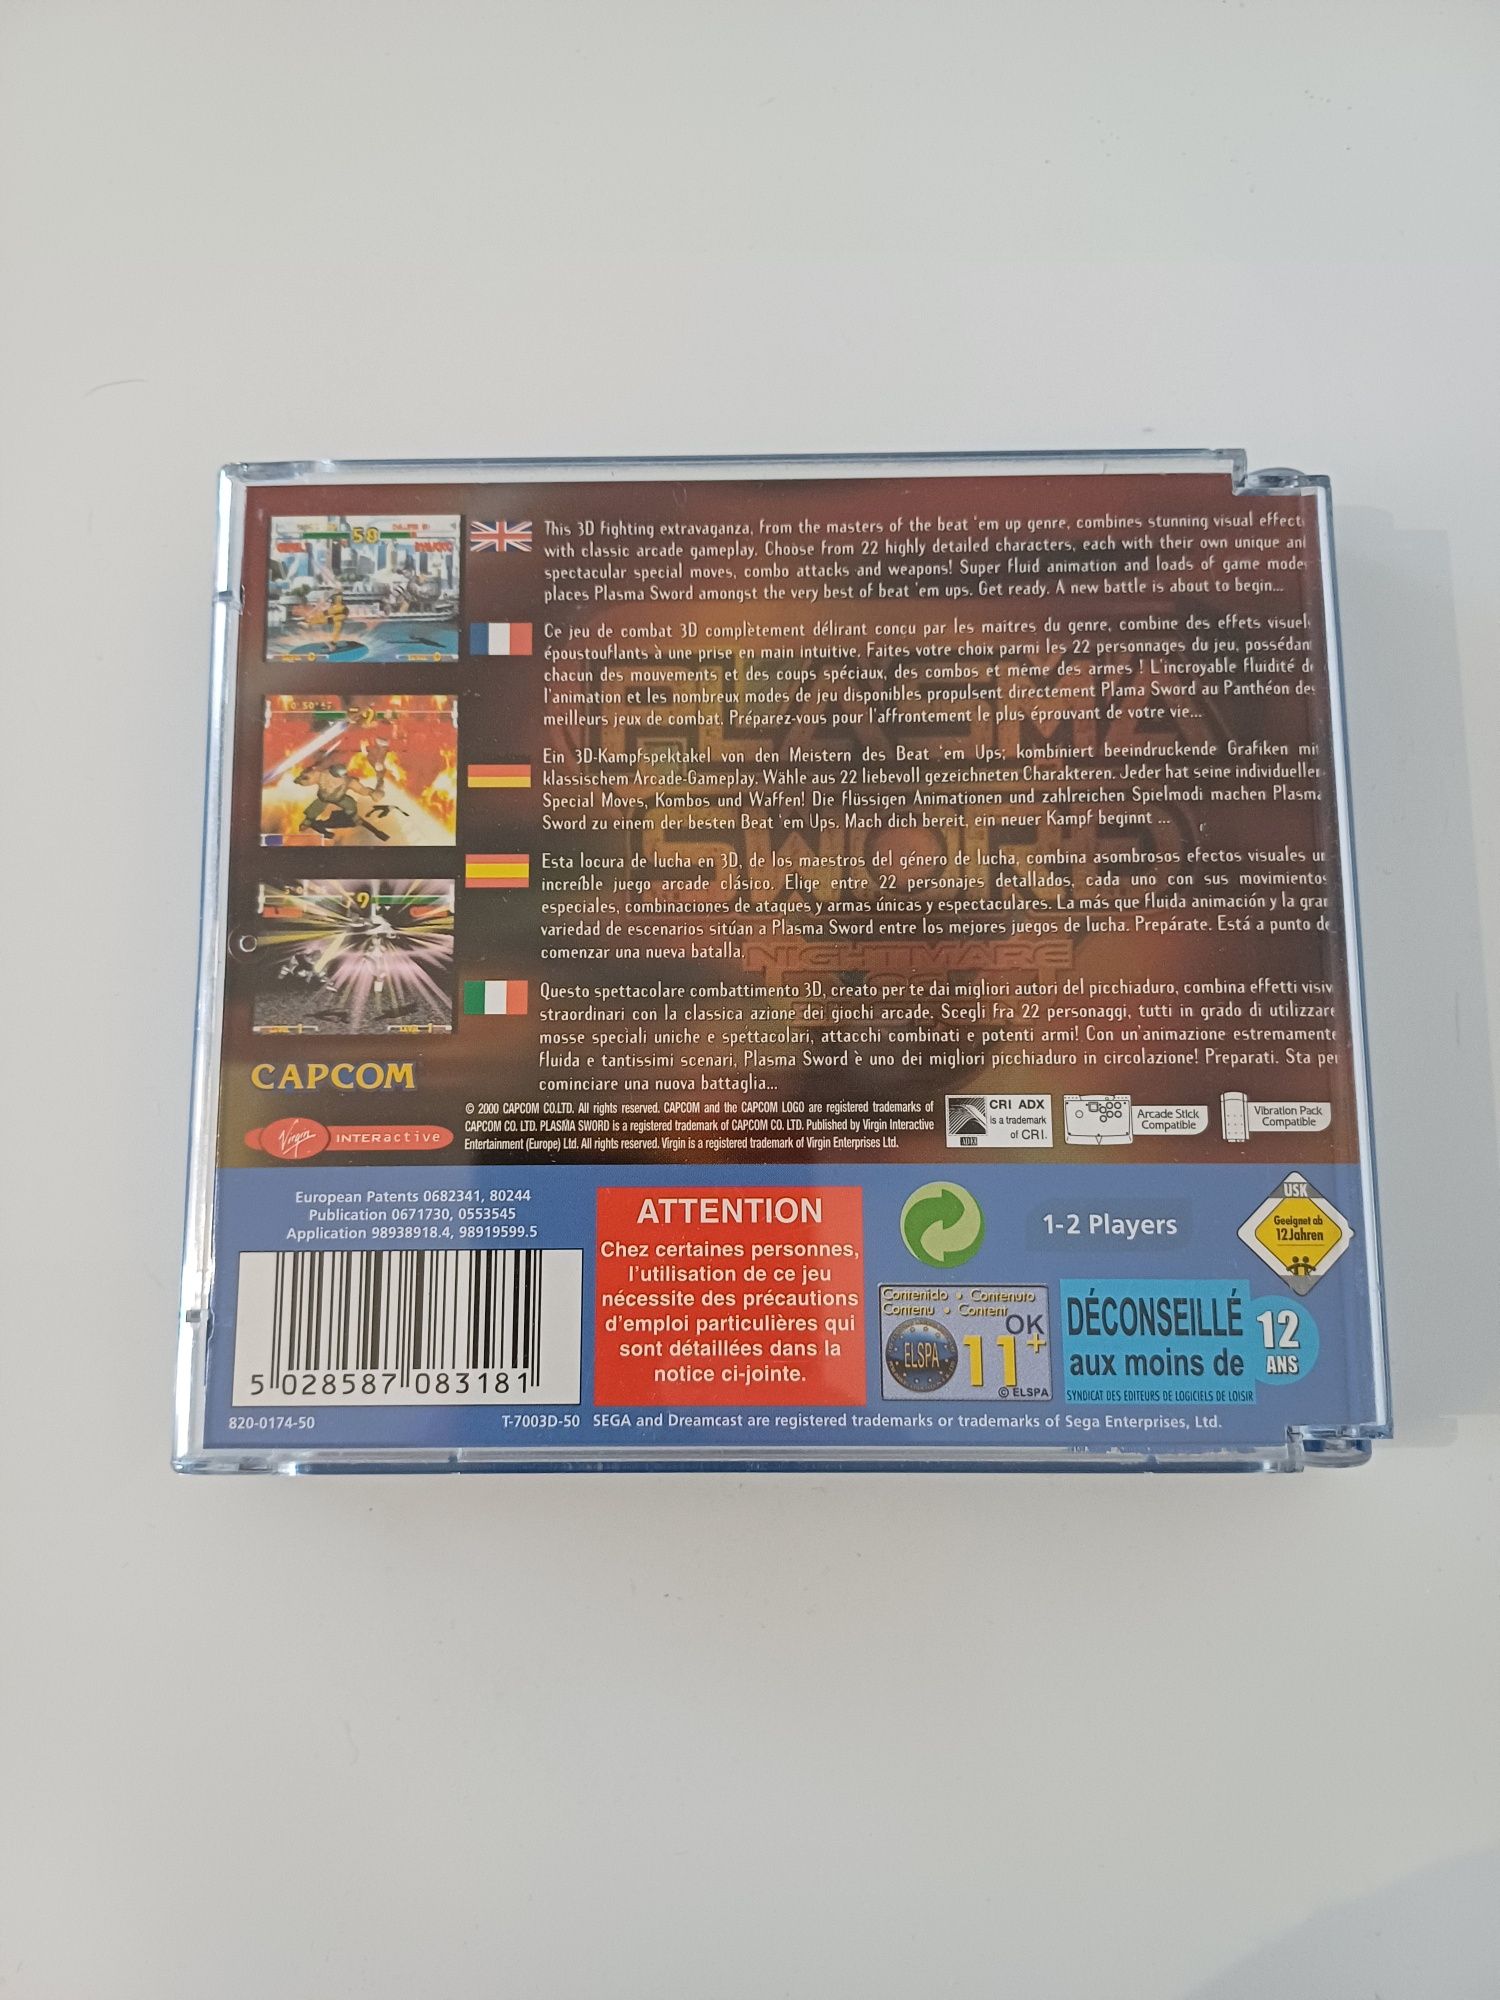 This 3D fighting extravaganza, from the masters of the beat 'em up genre, combines stunning visual effect
with classic arcade gameplay. Choose from 22 highly detailed characters, each with their own unique an
spectacular special moves, combo attacks and weapons! Super fluid animation and loads of game mode
places Plasma Sword amongst the very best of beat 'em ups. Get ready. A new battle is about to begin...
Ce jeu de combat 3D complètement délirant conçu par les maitres du genre, combine des effets visuel
époustouflants à une prise en main intuitive. Faites votre choix parmi les 22 personnages du jeu, possédan
chacun des mouvements et des coups spéciaux, des combos et même des armes ! L'incroyable fluidité d
l'animation et les nombreux modes de jeu disponibles propulsent directement Plama Sword au Panthéon de
meilleurs jeux de combat. Préparez-vous pour l'affrontement le plus éprouvant de votre vie...
Ein 3D-Kampfspektakel von den Meistern des Beat 'em Ups; kombiniert beeindruckende Grafiken mi
klassischem Arcade-Gameplay. Wähle aus 22 liebevoll gezeichneten Charakteren. Jeder hat seine individueller
Special Moves, Kombos und Waffen! Die flüssigen Animationen und zahlreichen Spielmodi machen Plasma
Sword zu einem der besten Beat 'em Ups. Mach dich bereit, ein neuer Kampf beginnt ...
Esta locura de lucha en 3D, de los maestros del género de lucha, combina asombrosos efectos visuales u
increíble juego arcade clásico. Elige entre 22 personajes detallados, cada uno con sus movimientos
especiales, combinaciones de ataques y armas únicas y espectaculares. La más que fluida animación y la gran
variedad de escenarios sitúan a Plasma Sword entre los mejores juegos de lucha. Prepárate. Está a punto de
comenzar una nueva batalla.
Questo spettacolare combattimento 3D, creato per te dai migliori autori del picchiaduro, combina effetti visiv
straordinari con la classica azione dei giochi arcade. Scegli fra 22 personaggi, tutti in grado di utilizzare
mosse speciali uniche e spettacolari, attacchi combinati e potenti armi! Con un'animazione estremamente
fluida e tantissimi scenari, Plasma Sword è uno dei migliori picchiaduro in circolazione! Preparati. Sta per
cominciare una nuova battaglia...
PLASMA
SWORD
NIGHTMARE
CAPCOM
Virgin INTERactive
© 2000 CAPCOM CO.LTD. All rights reserved. CAPCOM and the CAPCOM LOGO are registered trademarks of
CAPCOM CO. LTD. PLASMA SWORD is a registered trademark of CAPCOM CO. LTD. Published by Virgin Interactive
Entertainment (Europe) Ltd. All rights reserved. Virgin is a registered trademark of Virgin Enterprises Ltd.
ADX
CRI ADX
is a trademark
of CRI.
Arcade Stick
Compatible
Vibration Pack
Compatible
European Patents 0682341, 80244
Publication 0671730, 0553545
Application 98938918.4, 98919599.5
5 028587 083181
820-0174-50
T-7003D-50
ATTENTION
Chez certaines personnes,
l'utilisation de ce jeu
nécessite des précautions
d'emploi particulières qui
sont détaillées dans la
notice ci-jointe.
1-2 Players
USK
Geeignet ab
12 Jahren
Contenido • Contenuto
Contenu • Content
ELSPA
OK
11+
© ELSPA
DÉCONSEILLÉ
aux moins de
12
ANS
SYNDICAT DES EDITEURS DE LOGICIELS DE LOISIR
SEGA and Dreamcast are registered trademarks or trademarks of Sega Enterprises, Ltd.